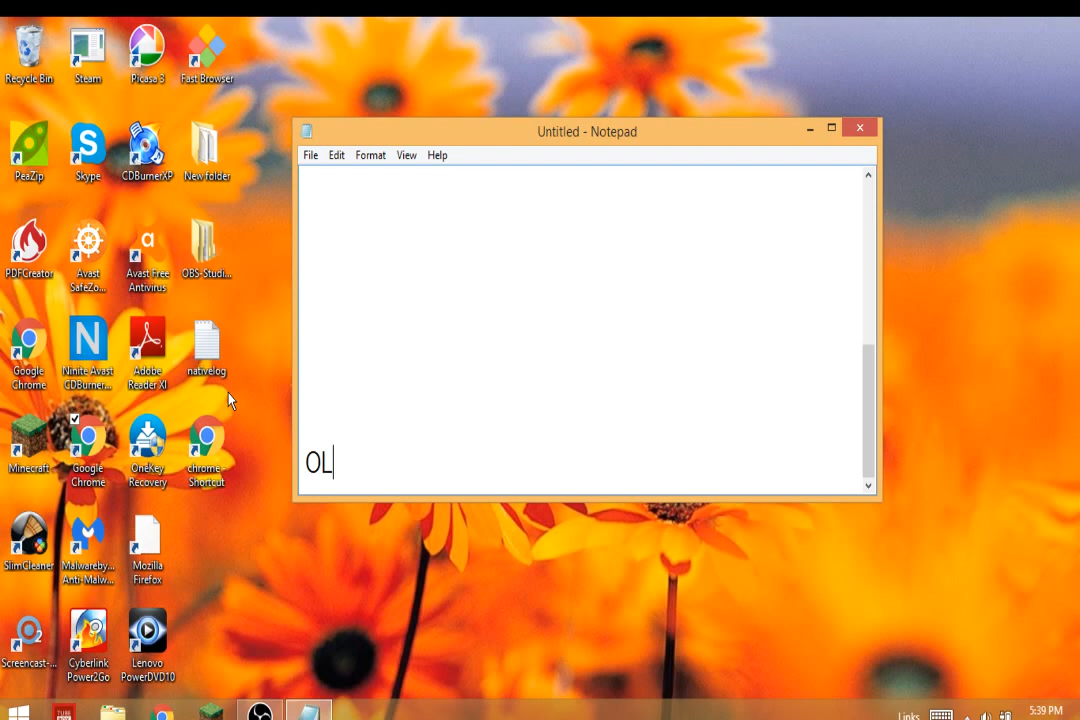 Untitled - Notepad
File Edit Format View Help
OL
Recycle Bin
Steam
Picasa 3
Fast Browser
PeaZip
Skype
CDBurnerXP
New folder
PDFCreator
Avast
SafeZo...
Avast Free
Antivirus
OBS-Studi...
Google
Chrome
Ninite Avast
CDBurner...
Adobe
Reader XI
nativelog
Minecraft
Google
Chrome
OneKey
Recovery
chrome -
Shortcut
SlimCleaner
Malwareby...
Anti-Malw...
Mozilla
Firefox
Screencast-...
Cyberlink
Power2Go
Lenovo
PowerDVD10
TUBE
Links
5:39 PM